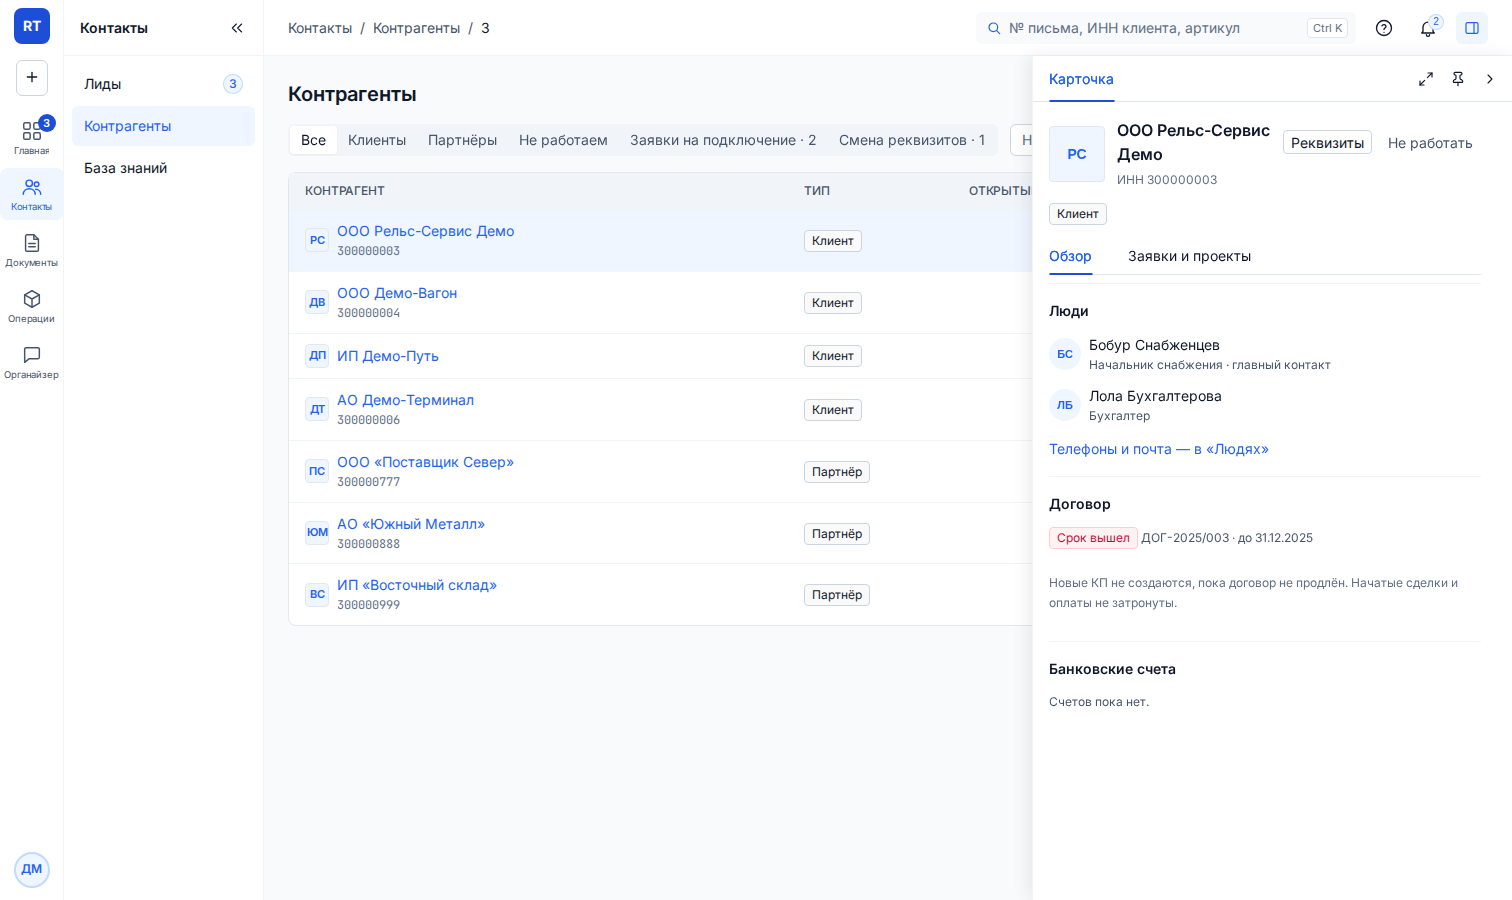 RT
3
Главная
Контакты
Документы
Операции
Органайзер
ДМ
Контакты
Лиды
3
Контрагенты
База знаний
Контакты / Контрагенты / 3
№ письма, ИНН клиента, артикул
Ctrl K
2
Контрагенты
Все
Клиенты
Партнёры
Не работаем
Заявки на подключение · 2
Смена реквизитов · 1
Н
КОНТРАГЕНТ
ТИП
ОТКРЫТЫ
РС
ООО Рельс-Сервис Демо
300000003
Клиент
ДВ
ООО Демо-Вагон
300000004
Клиент
ДП
ИП Демо-Путь
Клиент
ДТ
АО Демо-Терминал
300000006
Клиент
ПС
ООО «Поставщик Север»
300000777
Партнёр
ЮМ
АО «Южный Металл»
300000888
Партнёр
ВС
ИП «Восточный склад»
300000999
Партнёр
Карточка
РС
ООО Рельс-Сервис
Демо
ИНН 300000003
Реквизиты
Не работать
Клиент
Обзор
Заявки и проекты
Люди
БС
Бобур Снабженцев
Начальник снабжения · главный контакт
ЛБ
Лола Бухгалтерова
Бухгалтер
Телефоны и почта — в «Людях»
Договор
Срок вышел
ДОГ-2025/003 · до 31.12.2025
Новые КП не создаются, пока договор не продлён. Начатые сделки и
оплаты не затронуты.
Банковские счета
Счетов пока нет.